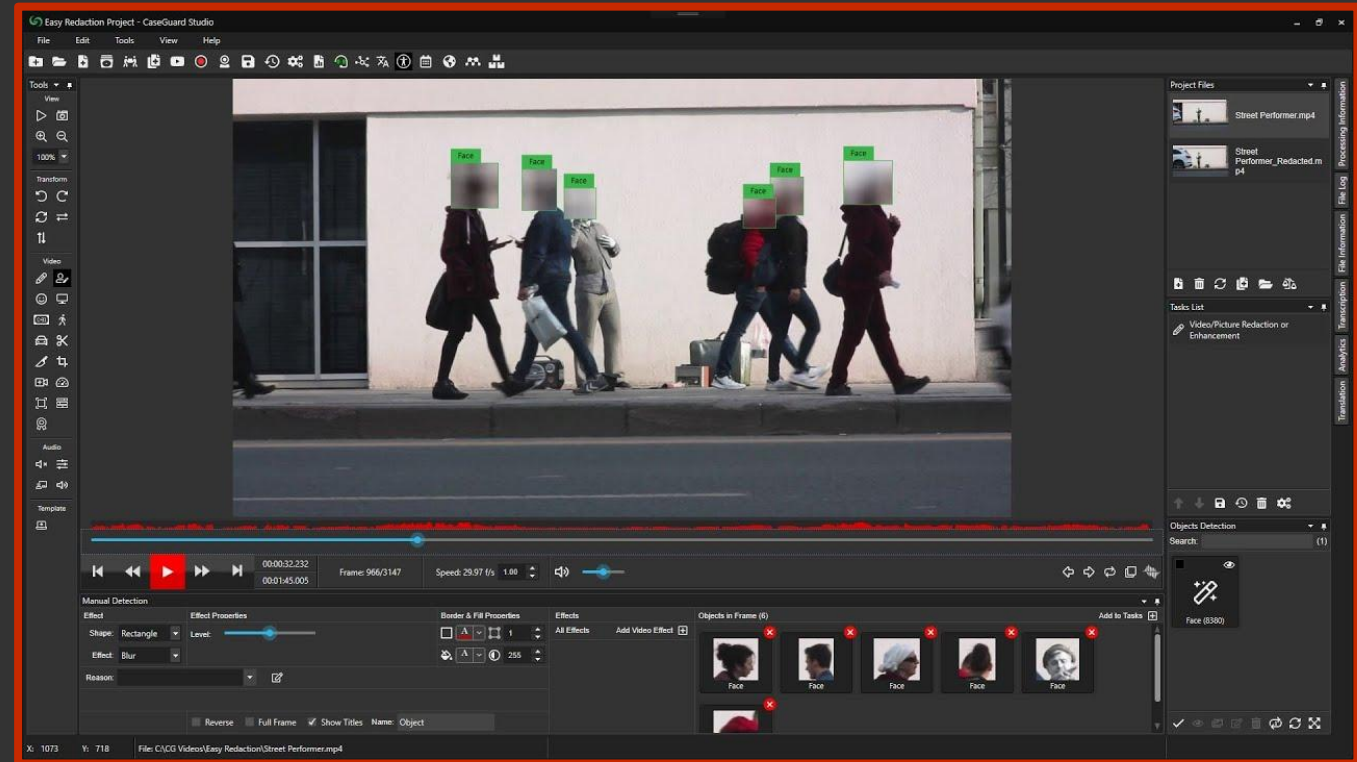 Easy Redaction Project - CaseGuard Studio
File Edit Tools View Help
Tools
View
100%
Transform
Video
Audio
Template
Face
Face
Face
Face
Face
Face
Project Files
Street Performer.mp4
Street
Performer_Redacted.m
p4
Tasks List
Video/Picture Redaction or
Enhancement
Objects Detection
Search: (1)
Face (8380)
Processing Information
File Log
File Information
Transcription
Analytics
Translation
00:00:32.232
00:01:45.005
Frame: 966/3147
Speed: 29.97 f/s 1.00
Manual Detection
Effect
Shape: Rectangle
Effect: Blur
Reason:
Effect Properties
Level:
Border & Fill Properties
A 1
A 255
Effects
All Effects Add Video Effect
Objects in Frame (6)
Add to Tasks
Face Face Face Face Face
Reverse Full Frame Show Titles Name: Object
X: 1073 Y: 718 File: C:\CG Videos\Easy Redaction\Street Performer.mp4